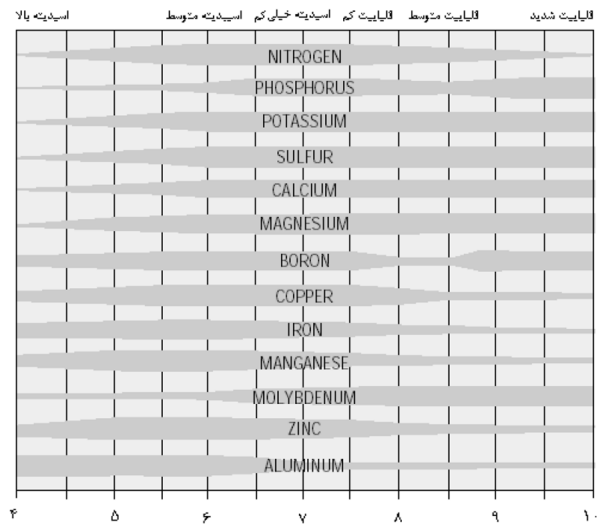 اسیدیته بالا اسیدیته متوسط اسیدیته خیلی کم قلیاییت کم قلیاییت متوسط قلیاییت شدید
NITROGEN
PHOSPHORUS
POTASSIUM
SULFUR
CALCIUM
MAGNESIUM
BORON
COPPER
IRON
MANGANESE
MOLYBDENUM
ZINC
ALUMINUM
۴ ۵ ۶ ۷ ۸ ۹ ۱۰